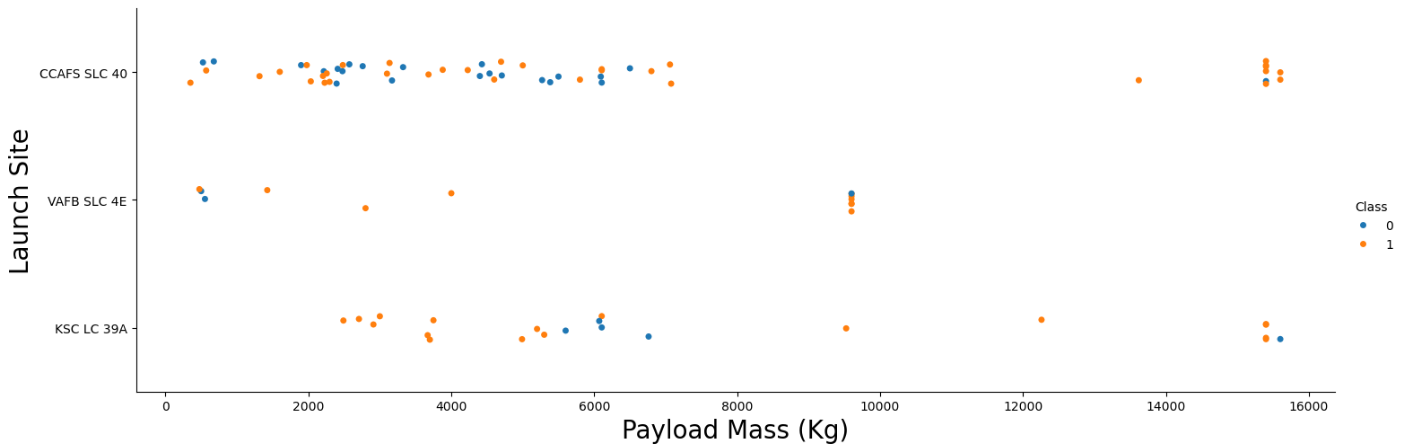 Launch Site
CCAFS SLC 40
VAFB SLC 4E
KSC LC 39A
0 2000 4000 6000 8000 10000 12000 14000 16000
Payload Mass (Kg)
Class
0
1